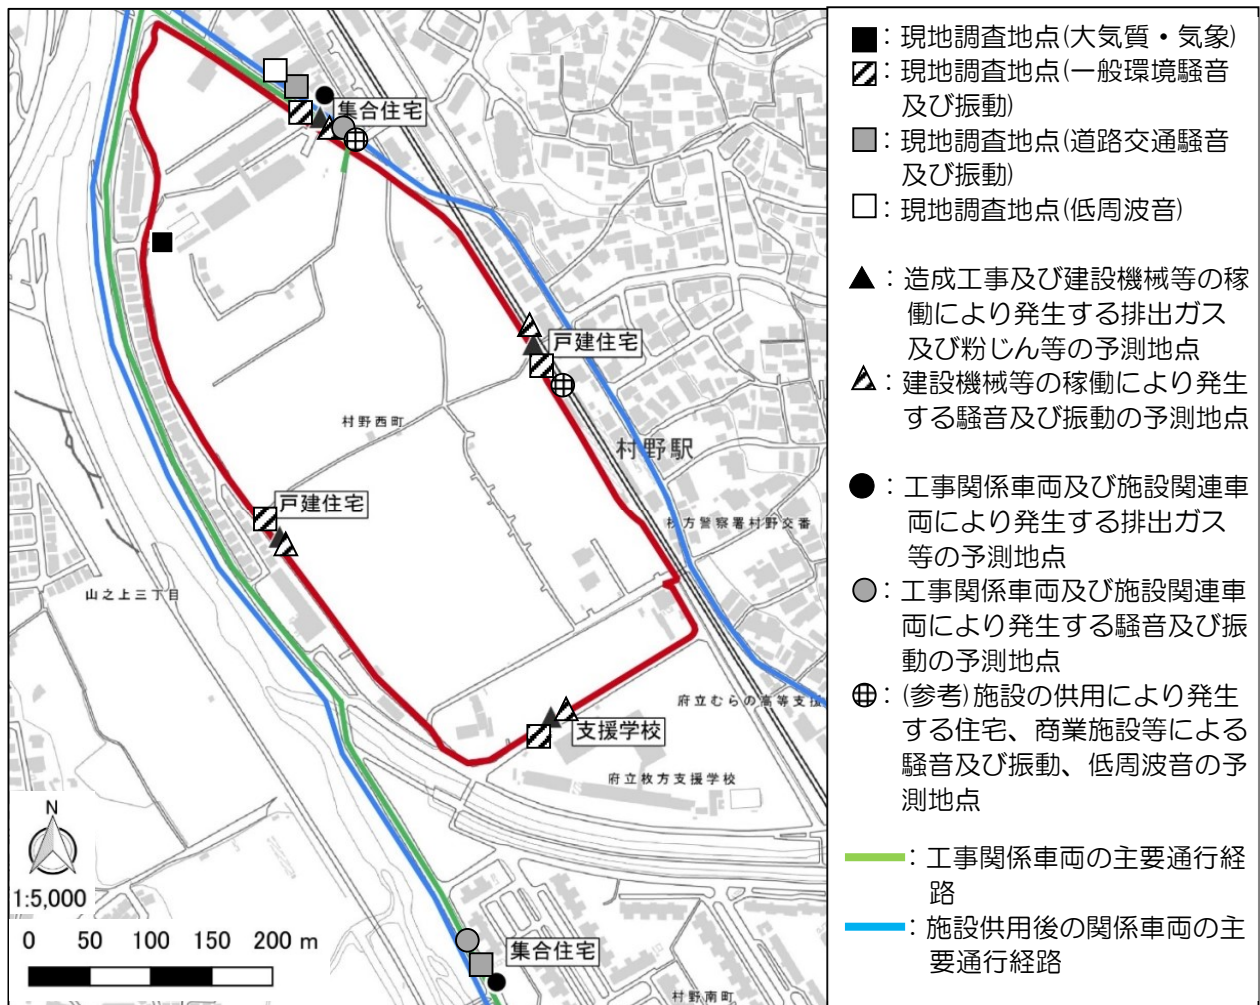 集合住宅
戸建住宅
村野西町
村野駅
戸建住宅
枚方警察署村野交番
山之上三丁目
府立むらの高等支援
支援学校
府立枚方支援学校
N
1:5,000
0 50 100 150 200 m
集合住宅
村野南町
:現地調査地点(大気質・気象)
:現地調査地点(一般環境騒音
及び振動)
:現地調査地点(道路交通騒音
及び振動)
:現地調査地点(低周波音)
:造成工事及び建設機械等の稼
働により発生する排出ガス
及び粉じん等の予測地点
:建設機械等の稼働により発生
する騒音及び振動の予測地点
:工事関係車両及び施設関連車
両により発生する排出ガス
等の予測地点
:工事関係車両及び施設関連車
両により発生する騒音及び振
動の予測地点
:(参考)施設の供用により発生
する住宅、商業施設等による
騒音及び振動、低周波音の予
測地点
:工事関係車両の主要通行経
路
:施設供用後の関係車両の主
要通行経路